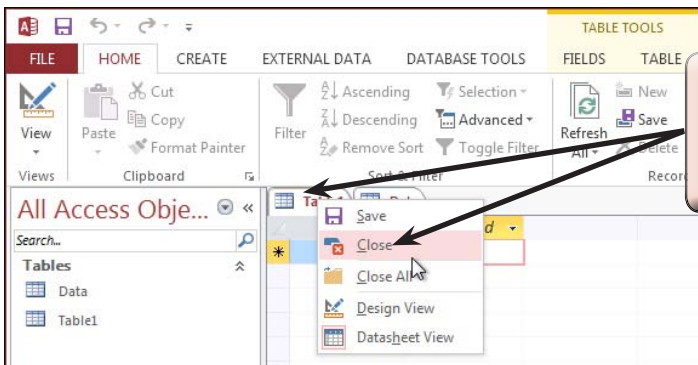 TABLE TOOLS
FILE HOME CREATE EXTERNAL DATA DATABASE TOOLS FIELDS TABLE
View
Paste
Cut
Copy
Format Painter
Filter
Ascending
Descending
Remove Sort
Selection
Advanced
Toggle Filter
Refresh
All
New
Save
Delete
Views Clipboard Sort & Filter
All Access Obje...
Search...
Tables
Data
Table1
Save
Close
Close All
Design View
Datasheet View